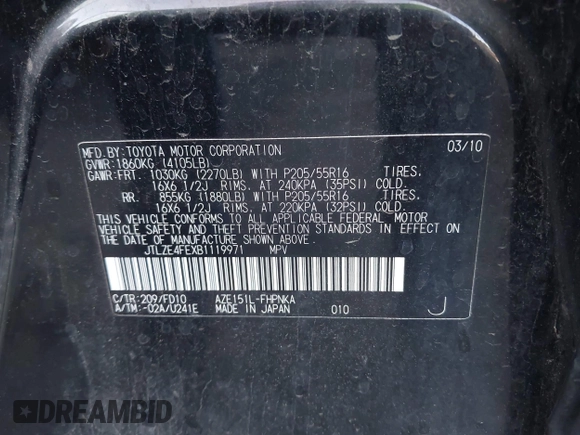 MFD. BY: TOYOTA MOTOR CORPORATION 03/10
GVWR: 1860KG (4105LB)
GAWR: FRT. 1030KG (2270LB) WITH P205/55R16 TIRES.
16X6 1/2J RIMS. AT 240KPA (35PSI) COLD.
RR. 855KG (1880LB) WITH P205/55R16 TIRES.
16X6 1/2J RIMS. AT 220KPA (32PSI) COLD.
THIS VEHICLE CONFORMS TO ALL APPLICABLE FEDERAL MOTOR
VEHICLE SAFETY AND THEFT PREVENTION STANDARDS IN EFFECT ON
THE DATE OF MANUFACTURE SHOWN ABOVE.
JTLZE4FEXB1119971 MPV
C/TR: 209/FD10 AZE151L-FHPNKA
A/TM: -02A/U241E MADE IN JAPAN 010 J
DREAMBID